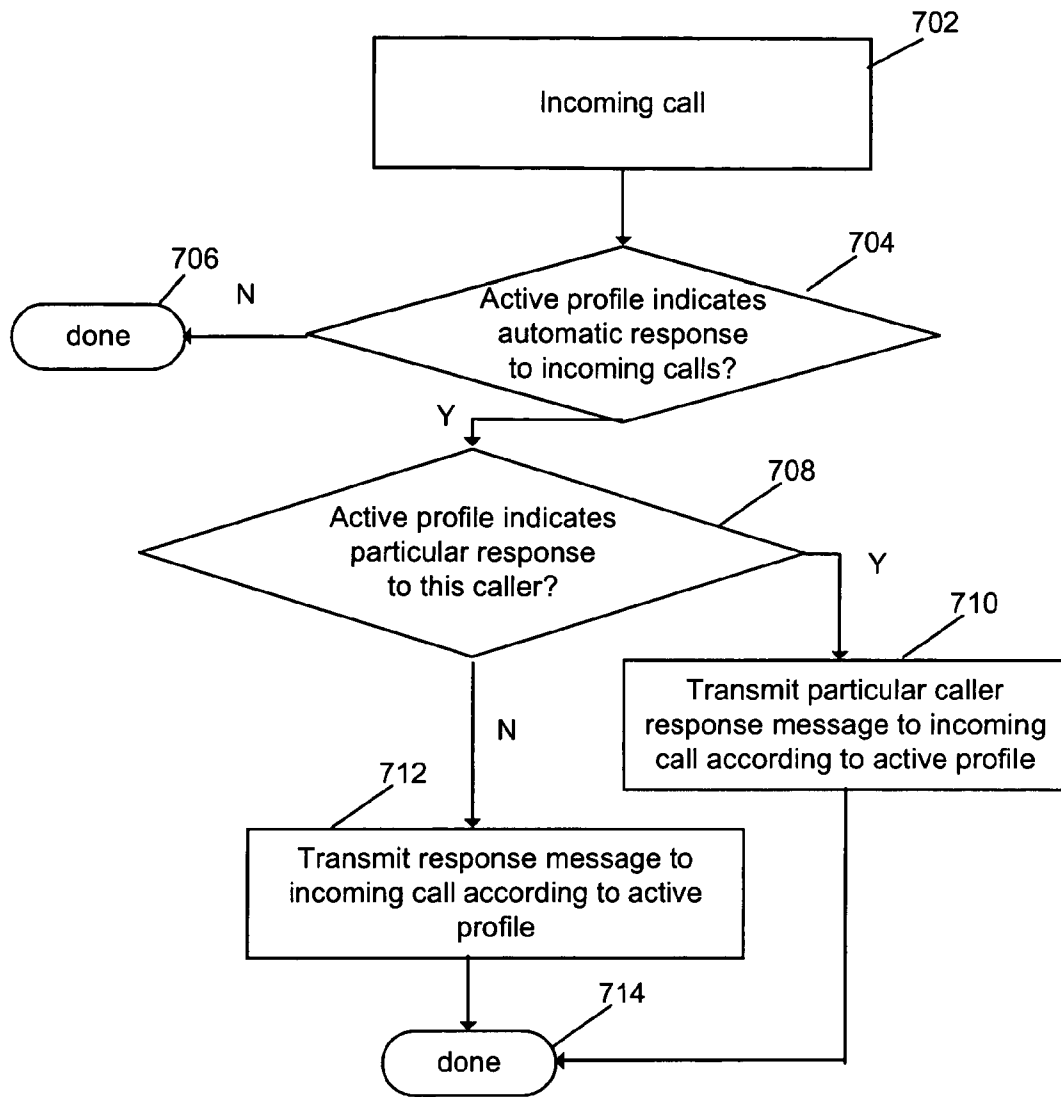 702
Incoming call
704
706
N
done
Active profile indicates
automatic response
to incoming calls?
Y
708
Active profile indicates
particular response
to this caller?
Y
710
Transmit particular caller
response message to incoming
call according to active profile
N
712
Transmit response message to
incoming call according to active
profile
714
done